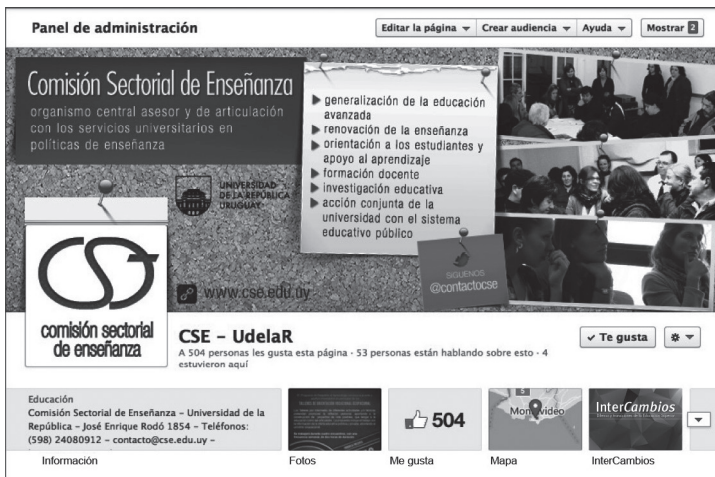 Panel de administración
Editar la página
Crear audiencia
Ayuda
Mostrar 2
Comisión Sectorial de Enseñanza
organismo central asesor y de articulación
con los servicios universitarios en
políticas de enseñanza
generalización de la educación
avanzada
renovación de la enseñanza
orientación a los estudiantes y
apoyo al aprendizaje
formación docente
investigación educativa
acción conjunta de la
universidad con el sistema
educativo público
UNIVERSIDAD
DE LA REPÚBLICA
URUGUAY
SIGUENOS
@contactocse
www.cse.edu.uy
comisión sectorial
de enseñanza
CSE – UdelaR
A 504 personas les gusta esta página · 53 personas están hablando sobre esto · 4
estuvieron aquí
Te gusta
Educación
Comisión Sectorial de Enseñanza – Universidad de la
República – José Enrique Rodó 1854 – Teléfonos:
(598) 24080912 – contacto@cse.edu.uy –
Información
Fotos
504
Me gusta
5
Montevideo
Mapa
InterCambios
InterCambios